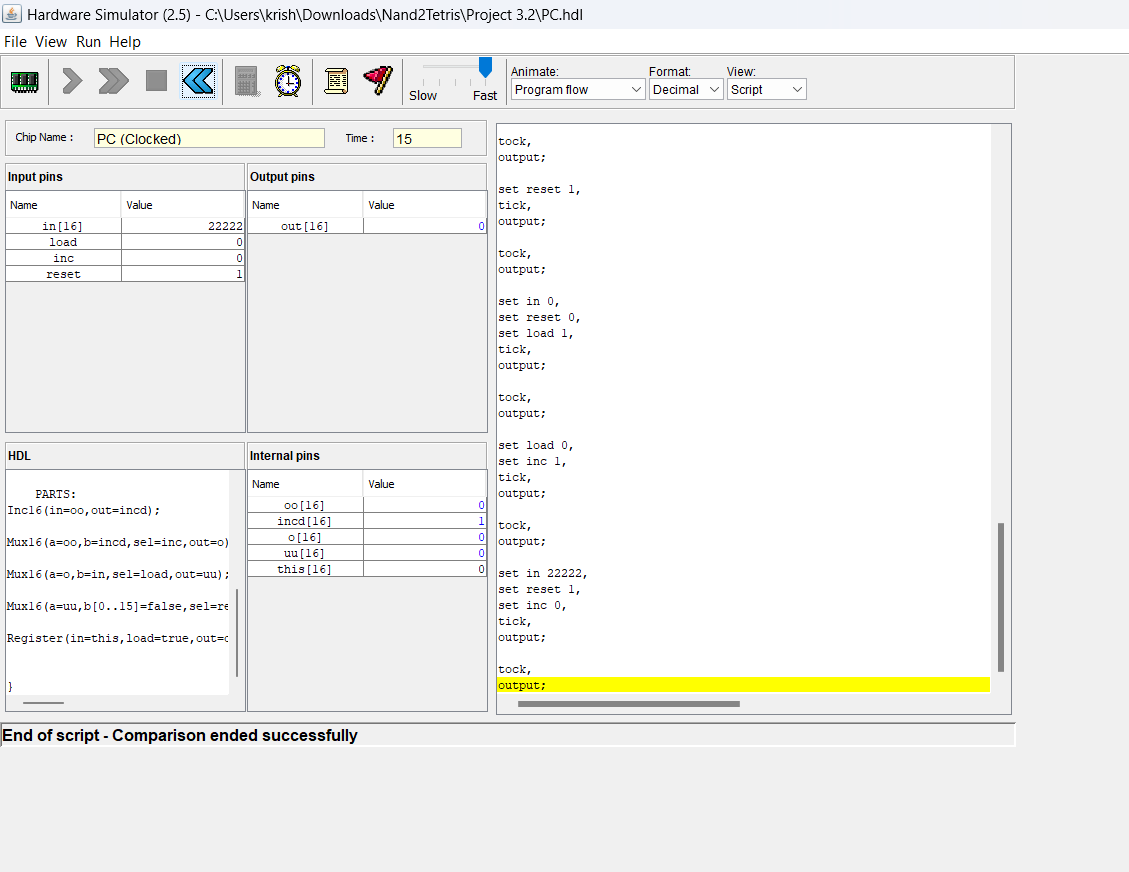 Hardware Simulator (2.5) - C:\Users\krish\Downloads\Nand2Tetris\Project 3.2\PC.hdl
File View Run Help
Slow Fast
Animate: Format: View:
Program flow Decimal Script
Chip Name : PC (Clocked) Time : 15
Input pins
Name Value
in[16] 22222
load 0
inc 0
reset 1
Output pins
Name Value
out[16] 0
HDL
PARTS:
Inc16(in=oo,out=incd);
Mux16(a=oo,b=incd,sel=inc,out=o)
Mux16(a=o,b=in,sel=load,out=uu);
Mux16(a=uu,b[0..15]=false,sel=re
Register(in=this,load=true,out=o
}
Internal pins
Name Value
oo[16] 0
incd[16] 1
o[16] 0
uu[16] 0
this[16] 0
tock,
output;
set reset 1,
tick,
output;
tock,
output;
set in 0,
set reset 0,
set load 1,
tick,
output;
tock,
output;
set load 0,
set inc 1,
tick,
output;
tock,
output;
set in 22222,
set reset 1,
set inc 0,
tick,
output;
tock,
output;
End of script - Comparison ended successfully